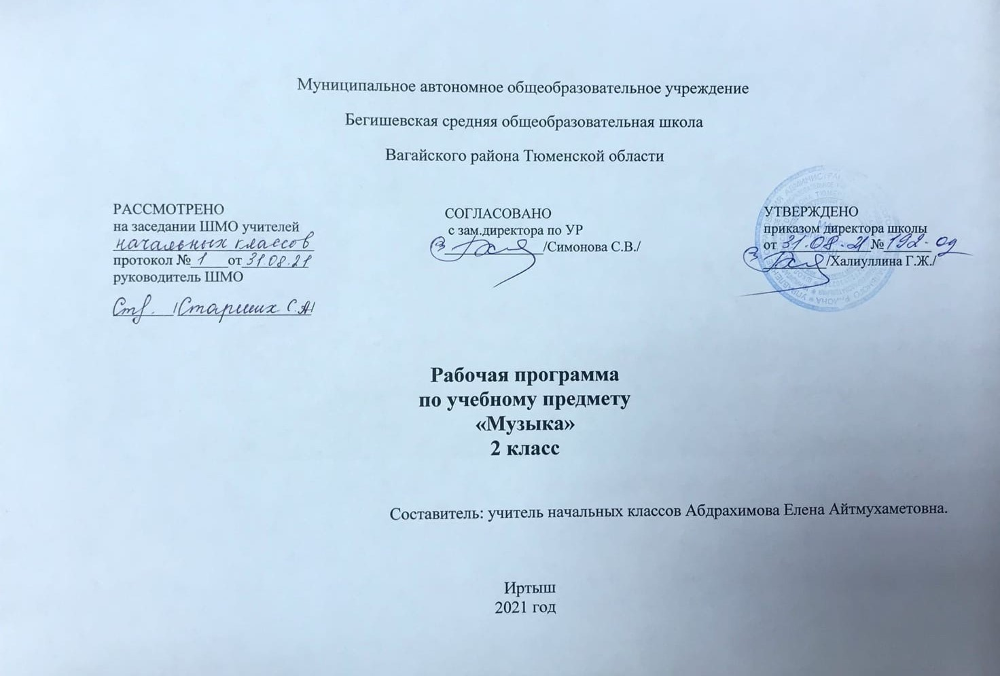 Муниципальное автономное общеобразовательное учреждение
Бегишевская средняя общеобразовательная школа
Вагайского района Тюменской области
РАССМОТРЕНО
на заседании ШМО учителей
начальных классов
протокол № 1 от 31.08.21
руководитель ШМО
/Старших С.А/
СОГЛАСОВАНО
с зам.директора по УР
/Симонова С.В./
УТВЕРЖДЕНО
приказом директора школы
от 31.08.21 № 192-од
/Халиуллина Г.Ж./
Рабочая программа
по учебному предмету
«Музыка»
2 класс
Составитель: учитель начальных классов Абдрахимова Елена Айтмухаметовна.
Иртыш
2021 год